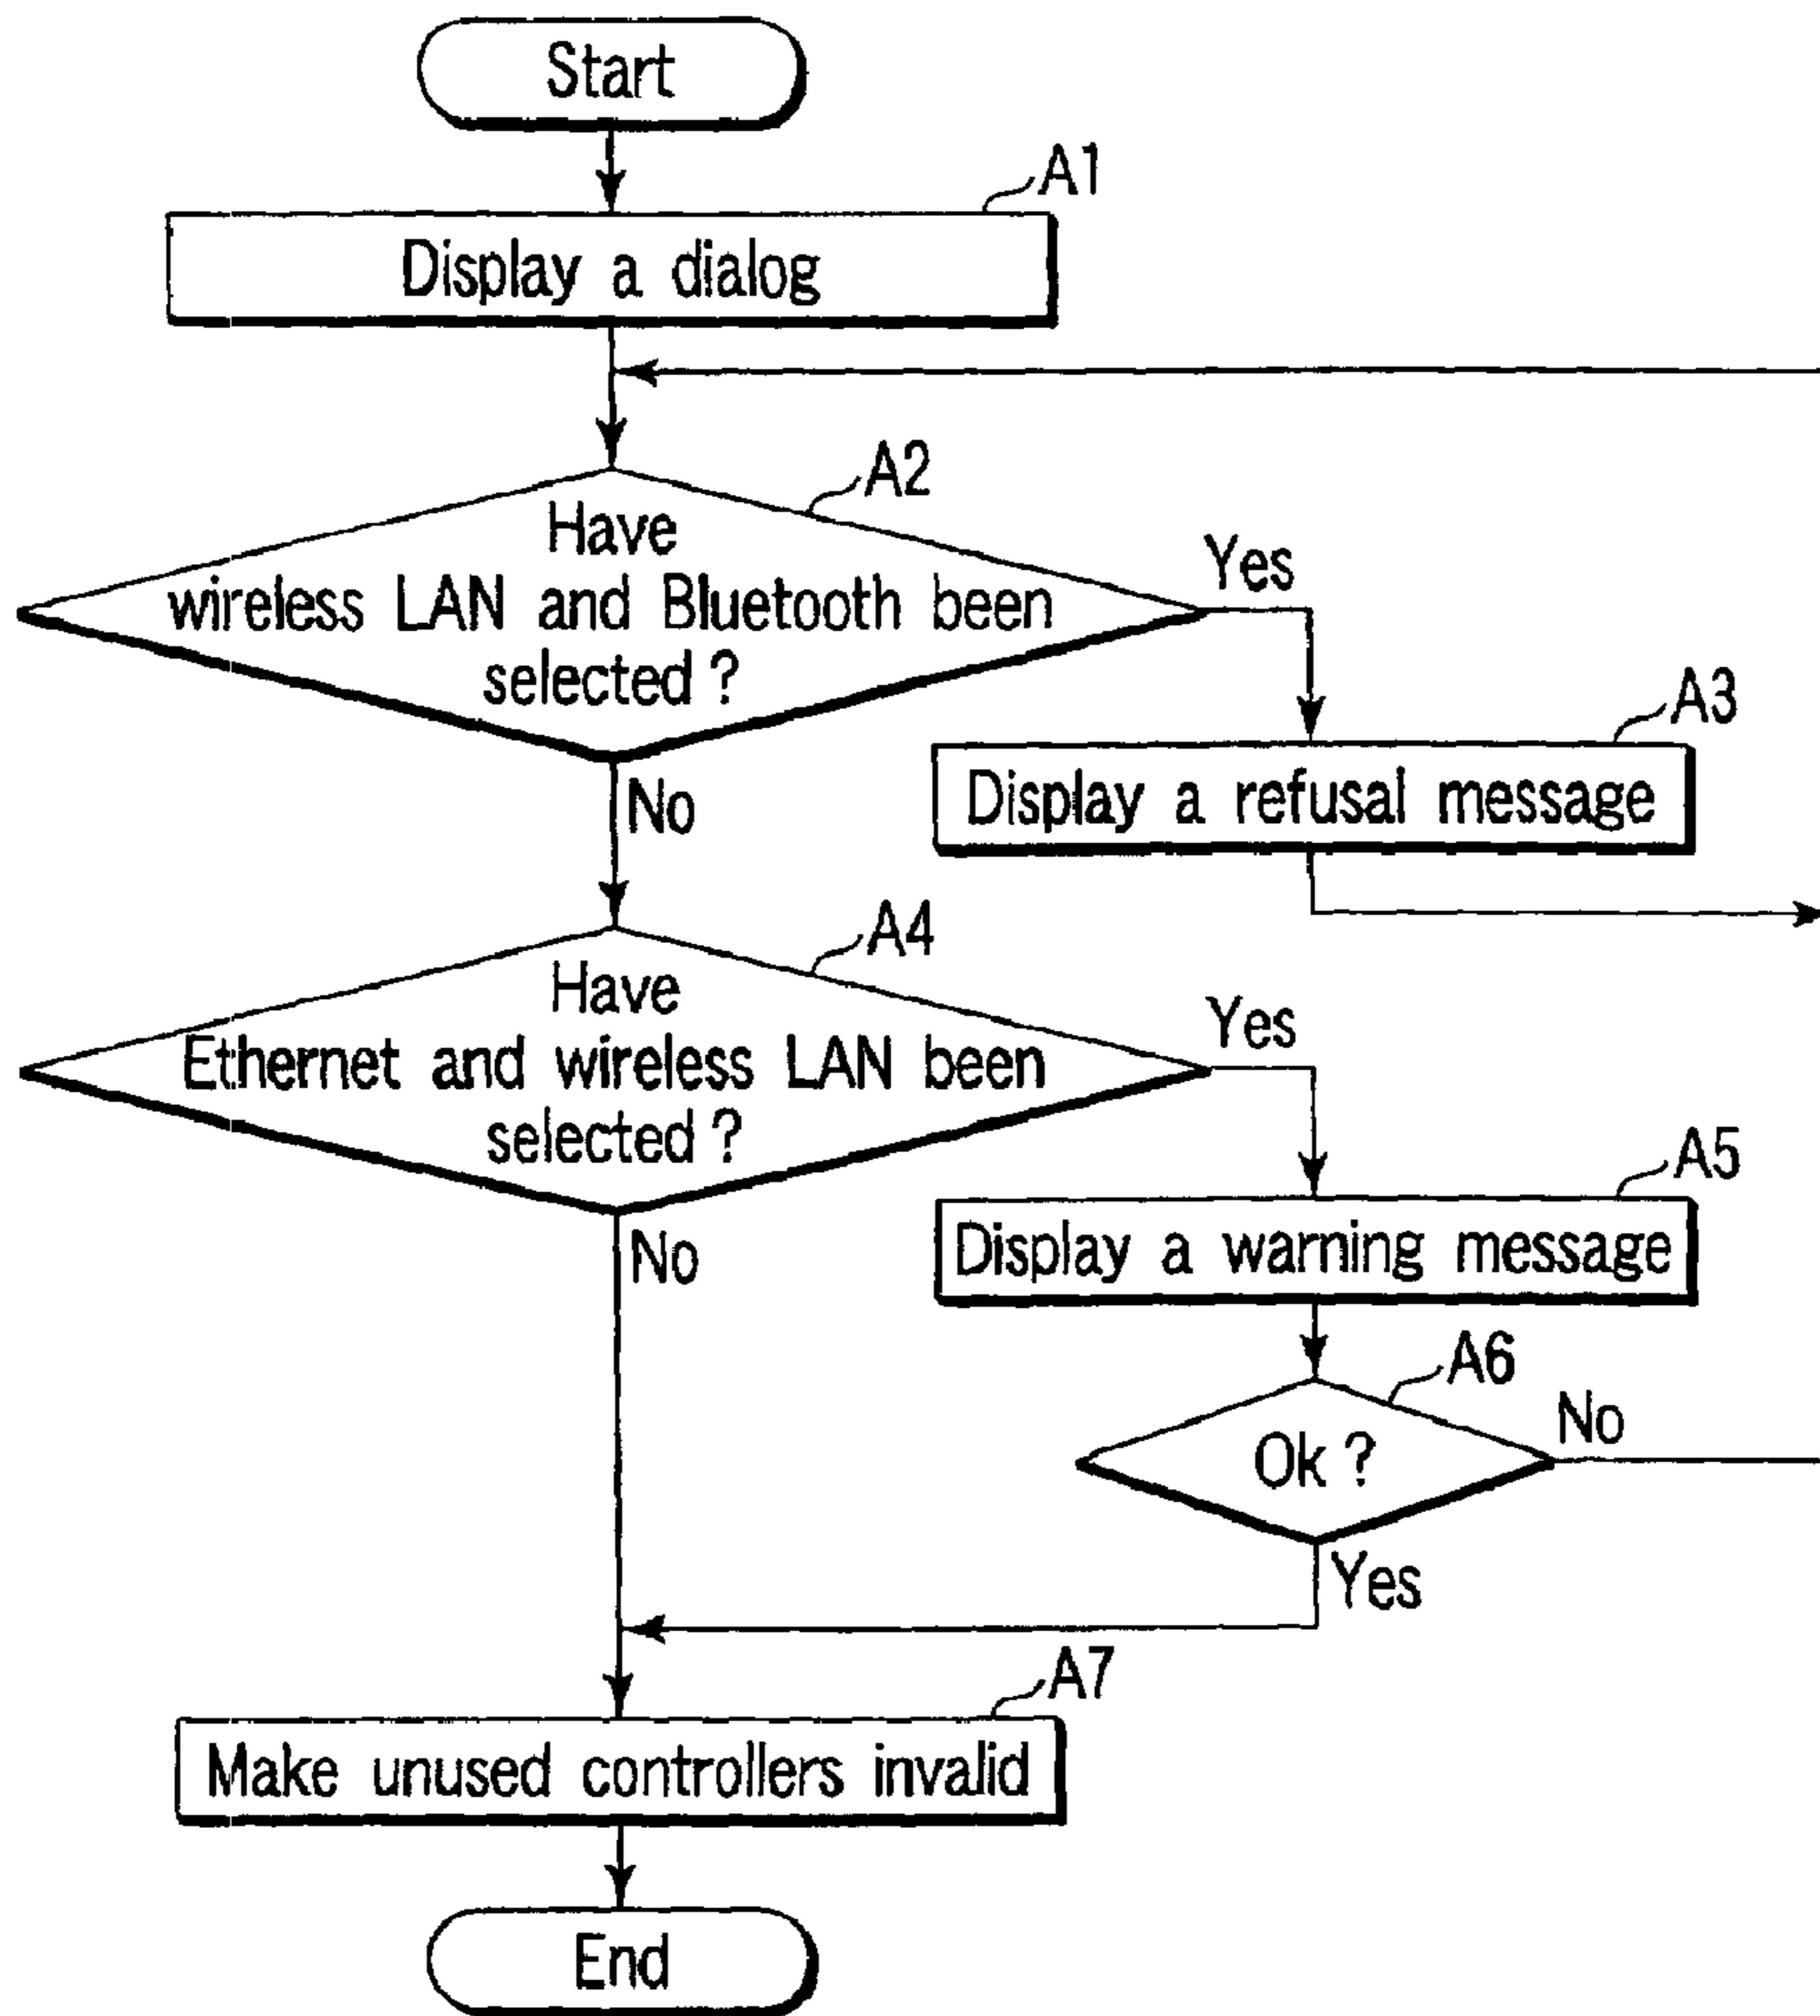 Start
A1
Display a dialog
A2
Have
wireless LAN and Bluetooth been
selected ?
Yes
A3
Display a refusal message
No
A4
Have
Ethernet and wireless LAN been
selected ?
Yes
A5
Display a warning message
No
A6
Ok ?
No
Yes
A7
Make unused controllers invalid
End